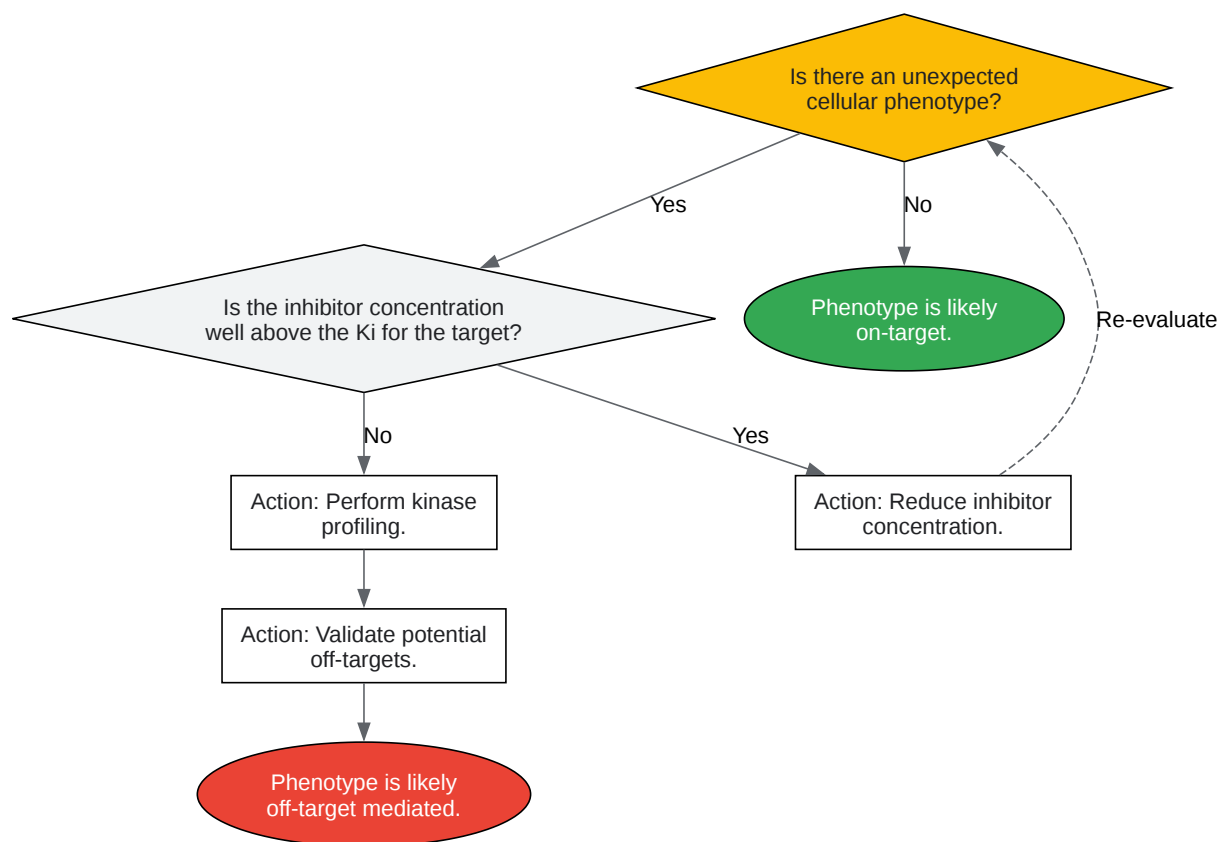 Is there an unexpected
cellular phenotype?
Yes
No
Is the inhibitor concentration
well above the Ki for the target?
Phenotype is likely
on-target.
Re-evaluate
No
Yes
Action: Perform kinase
profiling.
Action: Reduce inhibitor
concentration.
Action: Validate potential
off-targets.
Phenotype is likely
off-target mediated.